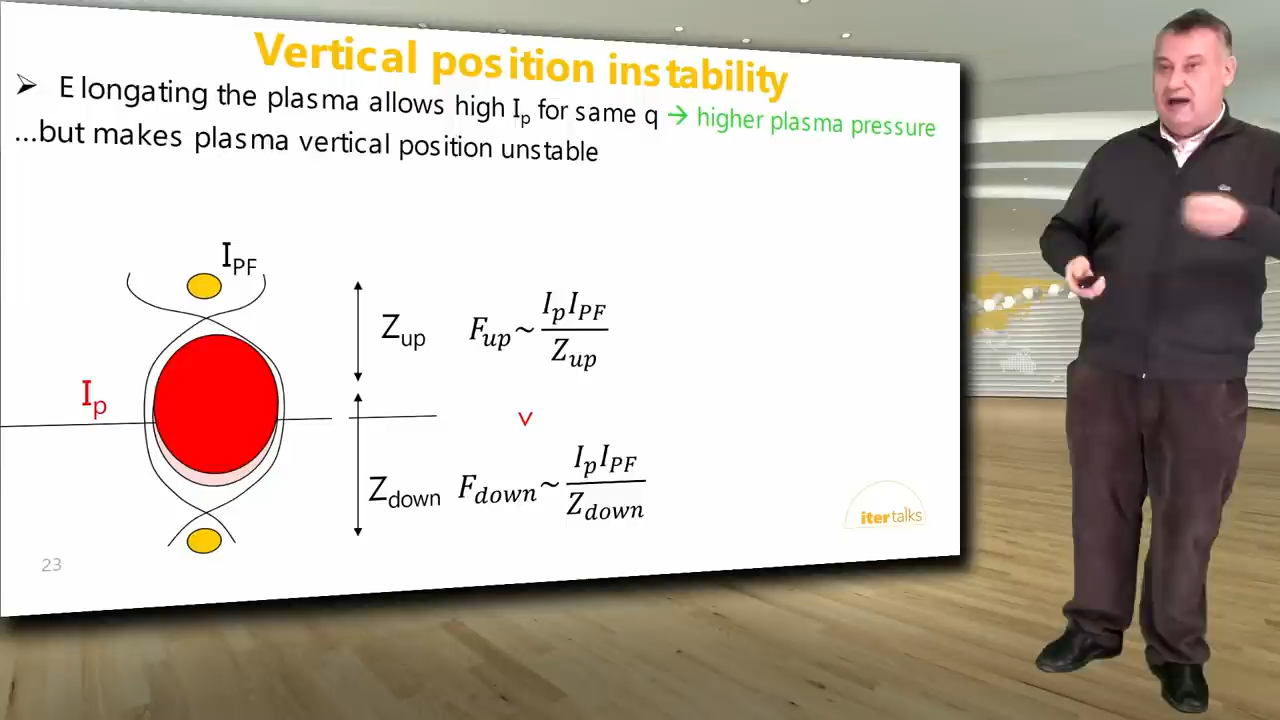 Vertical position instability
➢ Elongating the plasma allows high Ip for same q → higher plasma pressure
...but makes plasma vertical position unstable
IPF
Zup
Fup~ IpIPF / Zup
Ip
v
Zdown
Fdown~ IpIPF / Zdown
iter talks
23